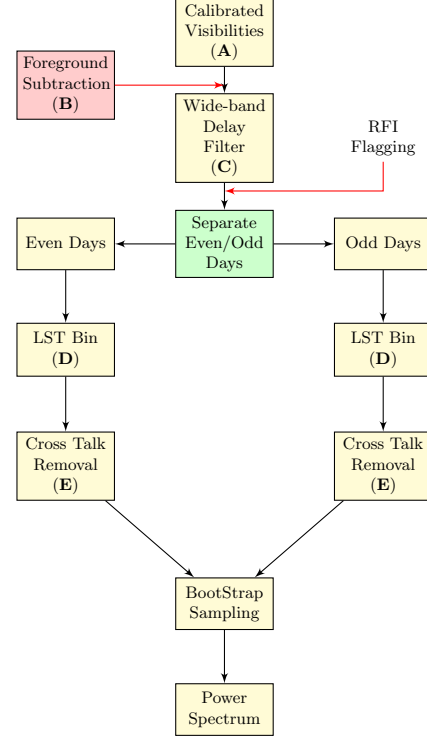 Calibrated
Visibilities
(A)
Foreground
Subtraction
(B)
Wide-band
Delay
Filter
(C)
RFI
Flagging
Separate
Even/Odd
Days
Even Days
Odd Days
LST Bin
(D)
LST Bin
(D)
Cross Talk
Removal
(E)
Cross Talk
Removal
(E)
BootStrap
Sampling
Power
Spectrum